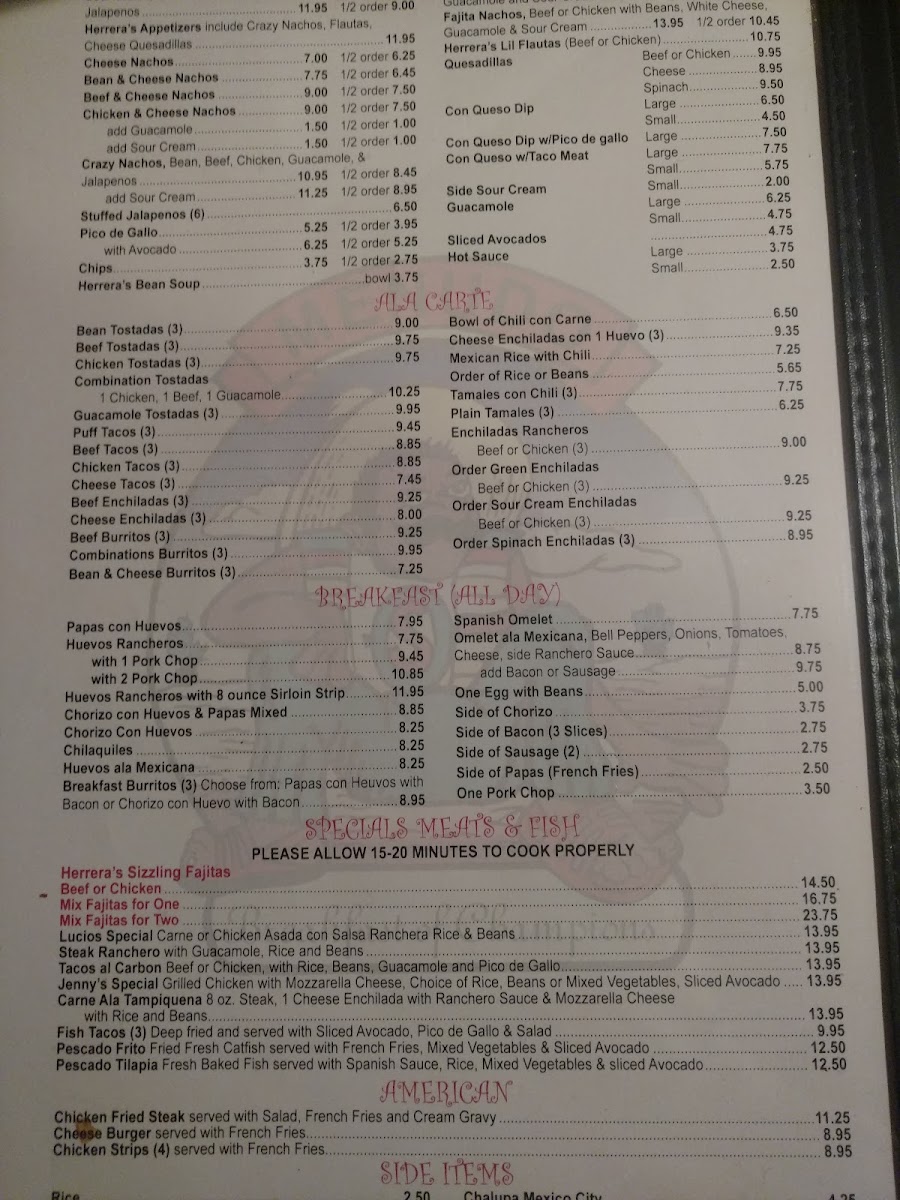 Jalapenos 11.95 1/2 order 9.00
Herrera's Appetizers include Crazy Nachos, Flautas,
Cheese Quesadillas 11.95
Cheese Nachos 7.00 1/2 order 6.25
Bean & Cheese Nachos 7.75 1/2 order 6.45
Beef & Cheese Nachos 9.00 1/2 order 7.50
Chicken & Cheese Nachos 9.00 1/2 order 7.50
add Guacamole 1.50 1/2 order 1.00
add Sour Cream 1.50 1/2 order 1.00
Crazy Nachos, Bean, Beef, Chicken, Guacamole, &
Jalapenos 10.95 1/2 order 8.45
add Sour Cream 11.25 1/2 order 8.95
Stuffed Jalapenos (6) 6.50
Pico de Gallo 5.25 1/2 order 3.95
with Avocado 6.25 1/2 order 5.25
Chips 3.75 1/2 order 2.75
Herrera's Bean Soup bowl 3.75
Fajita Nachos, Beef or Chicken with Beans, White Cheese,
Guacamole & Sour Cream 13.95 1/2 order 10.45
Herrera's Lil Flautas (Beef or Chicken) 10.75
Quesadillas Beef or Chicken 9.95
Cheese 8.95
Spinach 9.50
Con Queso Dip Large 6.50
Small 4.50
Con Queso Dip w/Pico de gallo Large 7.50
Con Queso w/Taco Meat Large 7.75
Small 5.75
Side Sour Cream Small 2.00
Guacamole Large 6.25
Small 4.75
Sliced Avocados 4.75
Hot Sauce Large 3.75
Small 2.50
ALA CARTE
Bean Tostadas (3) 9.00
Beef Tostadas (3) 9.75
Chicken Tostadas (3) 9.75
Combination Tostadas
1 Chicken, 1 Beef, 1 Guacamole 10.25
Guacamole Tostadas (3) 9.95
Puff Tacos (3) 9.45
Beef Tacos (3) 8.85
Chicken Tacos (3) 8.85
Cheese Tacos (3) 7.45
Beef Enchiladas (3) 9.25
Cheese Enchiladas (3) 8.00
Beef Burritos (3) 9.25
Combinations Burritos (3) 9.95
Bean & Cheese Burritos (3) 7.25
Bowl of Chili con Carne 6.50
Cheese Enchiladas con 1 Huevo (3) 9.35
Mexican Rice with Chili 7.25
Order of Rice or Beans 5.65
Tamales con Chili (3) 7.75
Plain Tamales (3) 6.25
Enchiladas Rancheros
Beef or Chicken (3) 9.00
Order Green Enchiladas
Beef or Chicken (3) 9.25
Order Sour Cream Enchiladas
Beef or Chicken (3) 9.25
Order Spinach Enchiladas (3) 8.95
BREAKFAST (ALL DAY)
Papas con Huevos 7.95
Huevos Rancheros 7.75
with 1 Pork Chop 9.45
with 2 Pork Chop 10.85
Huevos Rancheros with 8 ounce Sirloin Strip 11.95
Chorizo con Huevos & Papas Mixed 8.85
Chorizo Con Huevos 8.25
Chilaquiles 8.25
Huevos ala Mexicana 8.25
Breakfast Burritos (3) Choose from: Papas con Heuvos with
Bacon or Chorizo con Huevo with Bacon 8.95
Spanish Omelet 7.75
Omelet ala Mexicana, Bell Peppers, Onions, Tomatoes,
Cheese, side Ranchero Sauce 8.75
add Bacon or Sausage 9.75
One Egg with Beans 5.00
Side of Chorizo 3.75
Side of Bacon (3 Slices) 2.75
Side of Sausage (2) 2.75
Side of Papas (French Fries) 2.50
One Pork Chop 3.50
SPECIALS MEATS & FISH
PLEASE ALLOW 15-20 MINUTES TO COOK PROPERLY
Herrera's Sizzling Fajitas
Beef or Chicken 14.50
Mix Fajitas for One 16.75
Mix Fajitas for Two 23.75
Lucios Special Carne or Chicken Asada con Salsa Ranchera Rice & Beans 13.95
Steak Ranchero with Guacamole, Rice and Beans 13.95
Tacos al Carbon Beef or Chicken, with Rice, Beans, Guacamole and Pico de Gallo 13.95
Jenny's Special Grilled Chicken with Mozzarella Cheese, Choice of Rice, Beans or Mixed Vegetables, Sliced Avocado 13.95
Carne Ala Tampiquena 8 oz. Steak, 1 Cheese Enchilada with Ranchero Sauce & Mozzarella Cheese
with Rice and Beans 13.95
Fish Tacos (3) Deep fried and served with Sliced Avocado, Pico de Gallo & Salad 9.95
Pescado Frito Fried Fresh Catfish served with French Fries, Mixed Vegetables & Sliced Avocado 12.50
Pescado Tilapia Fresh Baked Fish served with Spanish Sauce, Rice, Mixed Vegetables & sliced Avocado 12.50
AMERICAN
Chicken Fried Steak served with Salad, French Fries and Cream Gravy 11.25
Cheese Burger served with French Fries 8.95
Chicken Strips (4) served with French Fries 8.95
SIDE ITEMS
Rice 2.50 Chalupa Mexico City 4.25